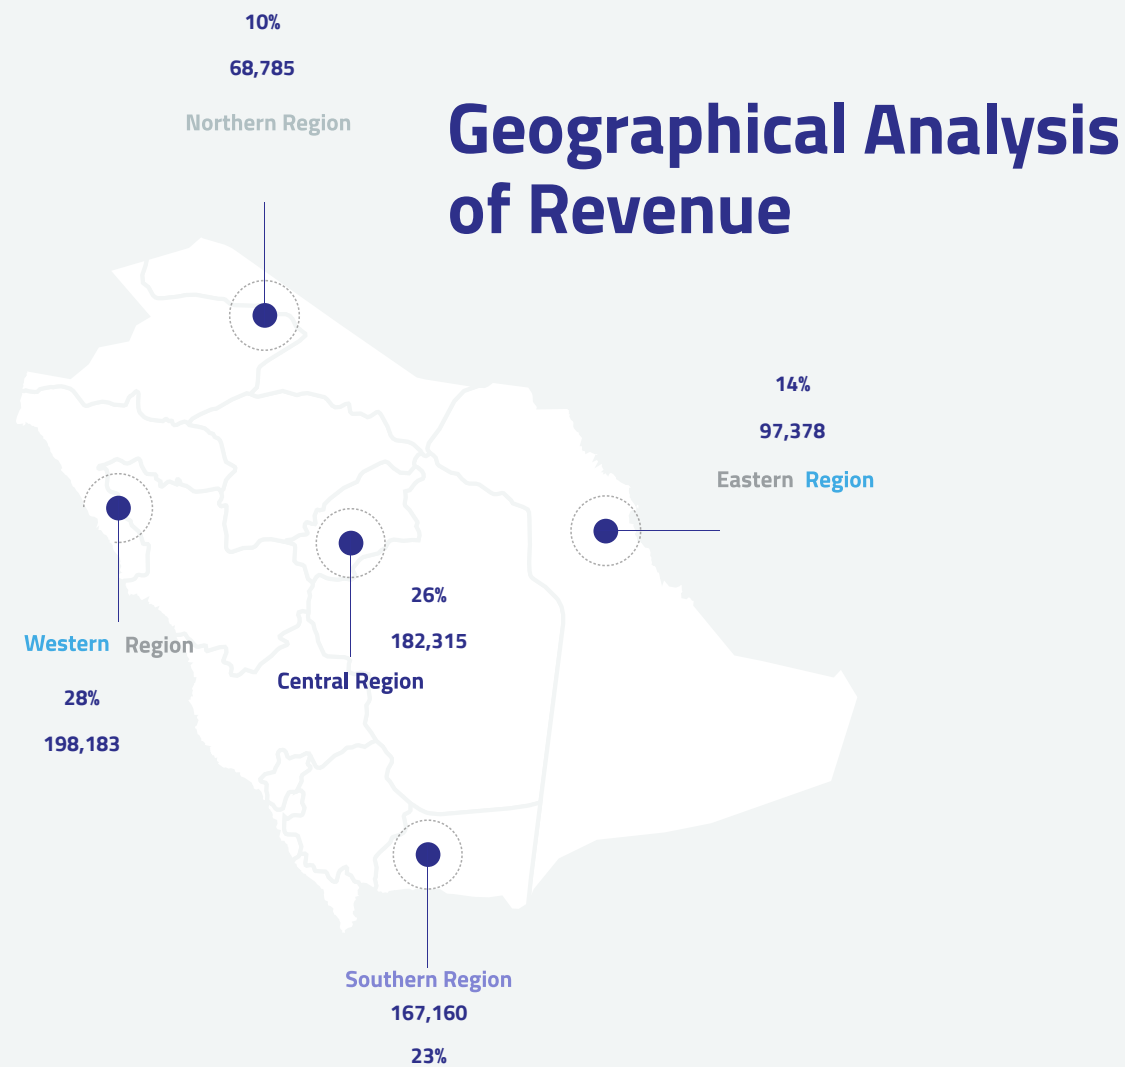 10%
68,785
Northern Region
Geographical Analysis
of Revenue
14%
97,378
Eastern Region
26%
182,315
Central Region
Western Region
28%
198,183
Southern Region
167,160
23%